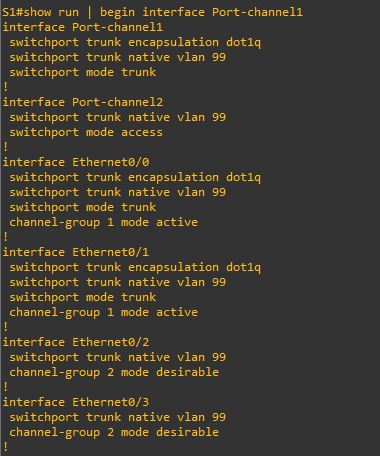 S1#show run | begin interface Port-channel1
interface Port-channel1
 switchport trunk encapsulation dot1q
 switchport trunk native vlan 99
 switchport mode trunk
!
interface Port-channel2
 switchport trunk native vlan 99
 switchport mode access
!
interface Ethernet0/0
 switchport trunk encapsulation dot1q
 switchport trunk native vlan 99
 switchport mode trunk
 channel-group 1 mode active
!
interface Ethernet0/1
 switchport trunk encapsulation dot1q
 switchport trunk native vlan 99
 switchport mode trunk
 channel-group 1 mode active
!
interface Ethernet0/2
 switchport trunk native vlan 99
 channel-group 2 mode desirable
!
interface Ethernet0/3
 switchport trunk native vlan 99
 channel-group 2 mode desirable
!